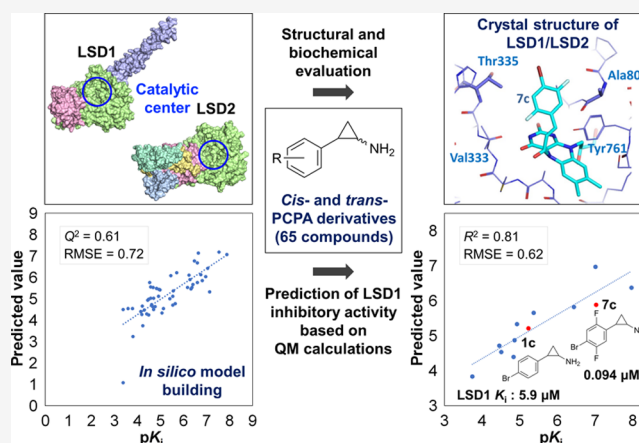 LSD1
Catalytic
center
LSD2
Structural and
biochemical
evaluation
R
NH2
Cis- and trans-
PCPA derivatives
(65 compounds)
Prediction of LSD1
inhibitory activity
based on
QM calculations
Crystal structure of
LSD1/LSD2
Thr335
7c
Ala80
Val333
Tyr761
Predicted value
9
8
7
6
5
4
3
2
1
0
Q2 = 0.61
RMSE = 0.72
In silico model
building
0 1 2 3 4 5 6 7 8 9
pKi
Predicted value
8
7
6
5
4
3
R2 = 0.81
RMSE = 0.62
7c
1c
F
Br
F
N
NH2
Br
0.094 μM
LSD1 Ki : 5.9 μM
3 4 5 6 7 8
pKi